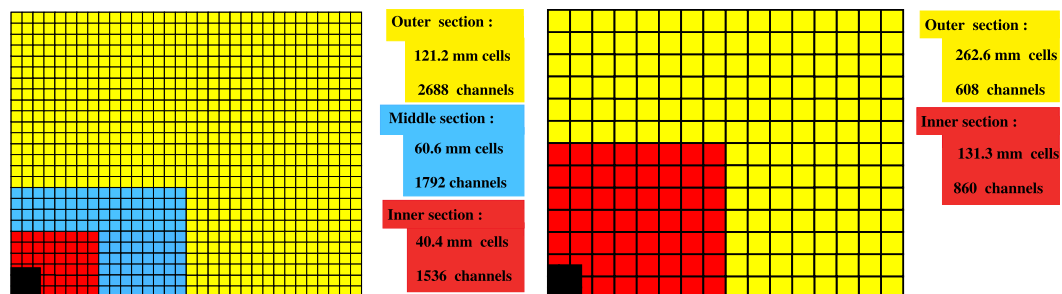 Outer section :
121.2 mm cells
2688 channels
Middle section :
60.6 mm cells
1792 channels
Inner section :
40.4 mm cells
1536 channels
Outer section :
262.6 mm cells
608 channels
Inner section :
131.3 mm cells
860 channels